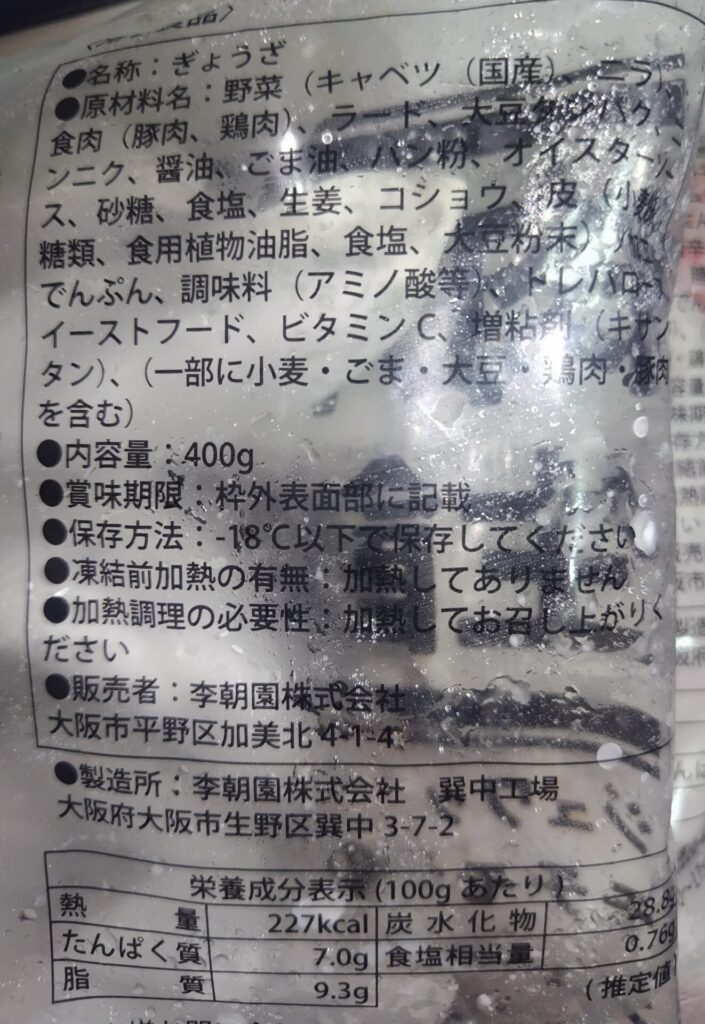 ●名称：ぎょうざ
●原材料名：野菜（キャベツ（国産）、ニラ）、
食肉（豚肉、鶏肉）、ラード、大豆タンパク、
ンニク、醤油、ごま油、パン粉、オイスターソー
ス、砂糖、食塩、生姜、コショウ、皮（小麦粉、
糖類、食用植物油脂、食塩、大豆粉末）
でんぷん、調味料（アミノ酸等）、トレハロース、
イーストフード、ビタミンC、増粘剤（キサン
タン）、（一部に小麦・ごま・大豆・鶏肉・豚肉
を含む）
●内容量：400g
●賞味期限：枠外表面部に記載
●保存方法：-18℃以下で保存してください
●凍結前加熱の有無：加熱してありません
●加熱調理の必要性：加熱してお召し上がりく
ださい
●販売者：李朝園株式会社
大阪市平野区加美北 4-1-4
●製造所：李朝園株式会社　巽中工場
大阪府大阪市生野区巽中 3-7-2
栄養成分表示 (100g あたり)
熱量 227kcal 炭水化物 28.8g
たんぱく質 7.0g 食塩相当量 0.76g
脂質 9.3g
(推定値)